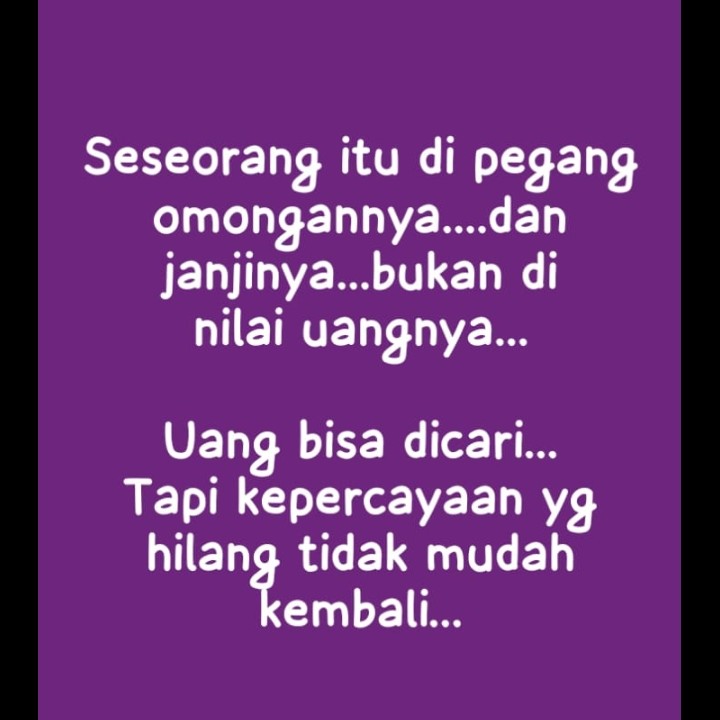 Seseorang itu di pegang
omongannya....dan
janjinya...bukan di
nilai uangnya...
Uang bisa dicari...
Tapi kepercayaan yg
hilang tidak mudah
kembali...